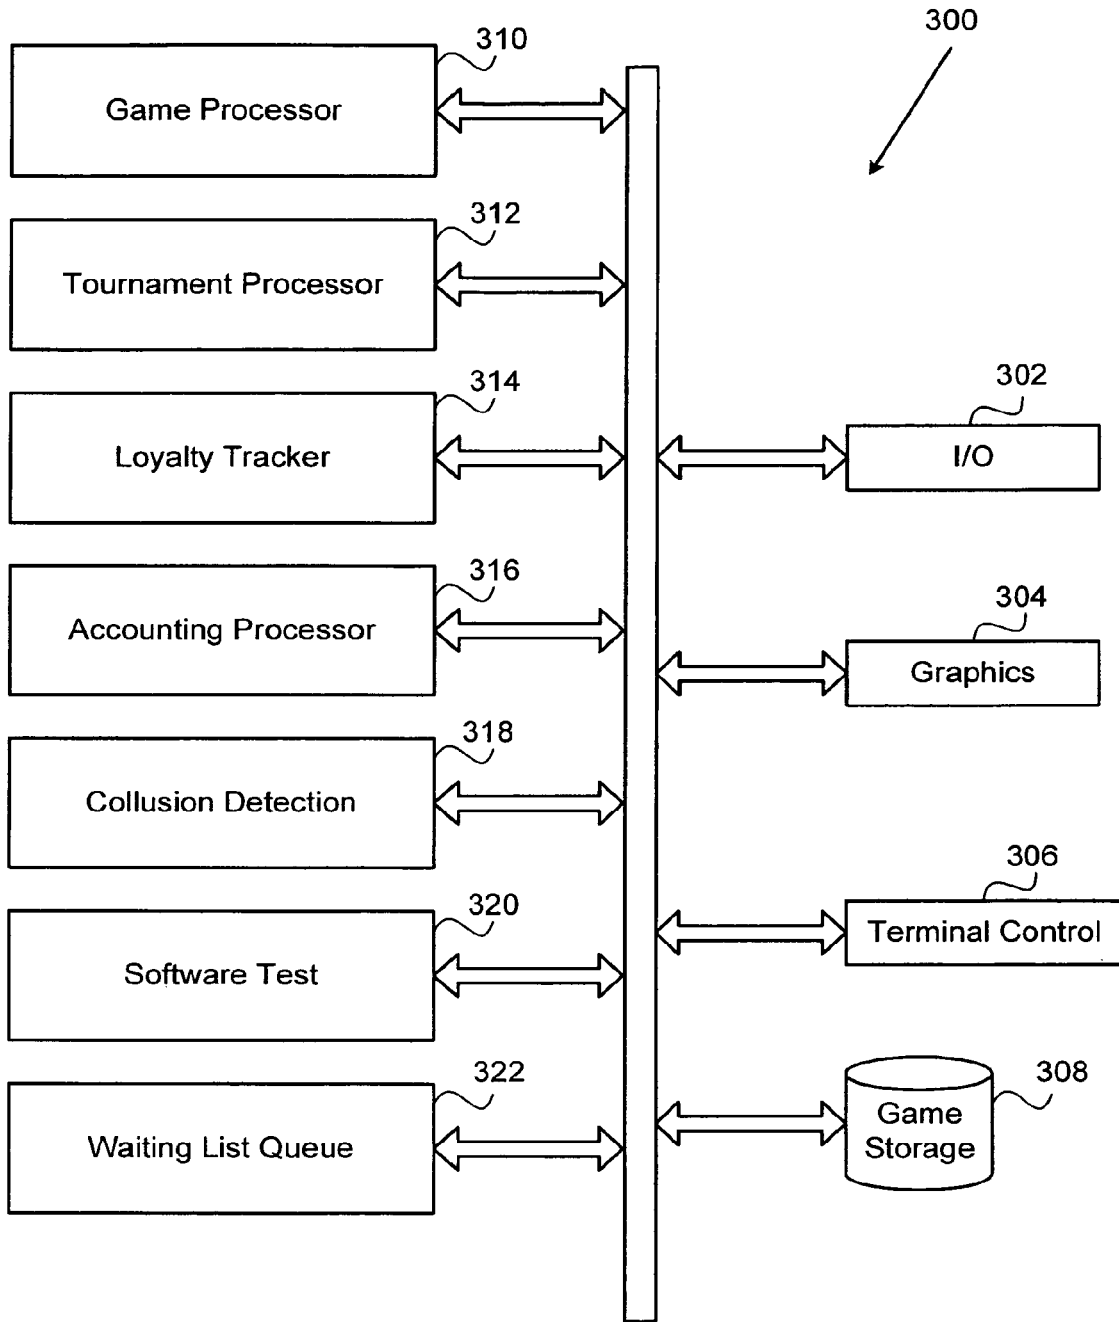 300
310
Game Processor
312
Tournament Processor
314
Loyalty Tracker
316
Accounting Processor
318
Collusion Detection
320
Software Test
322
Waiting List Queue
302
I/O
304
Graphics
306
Terminal Control
308
Game
Storage